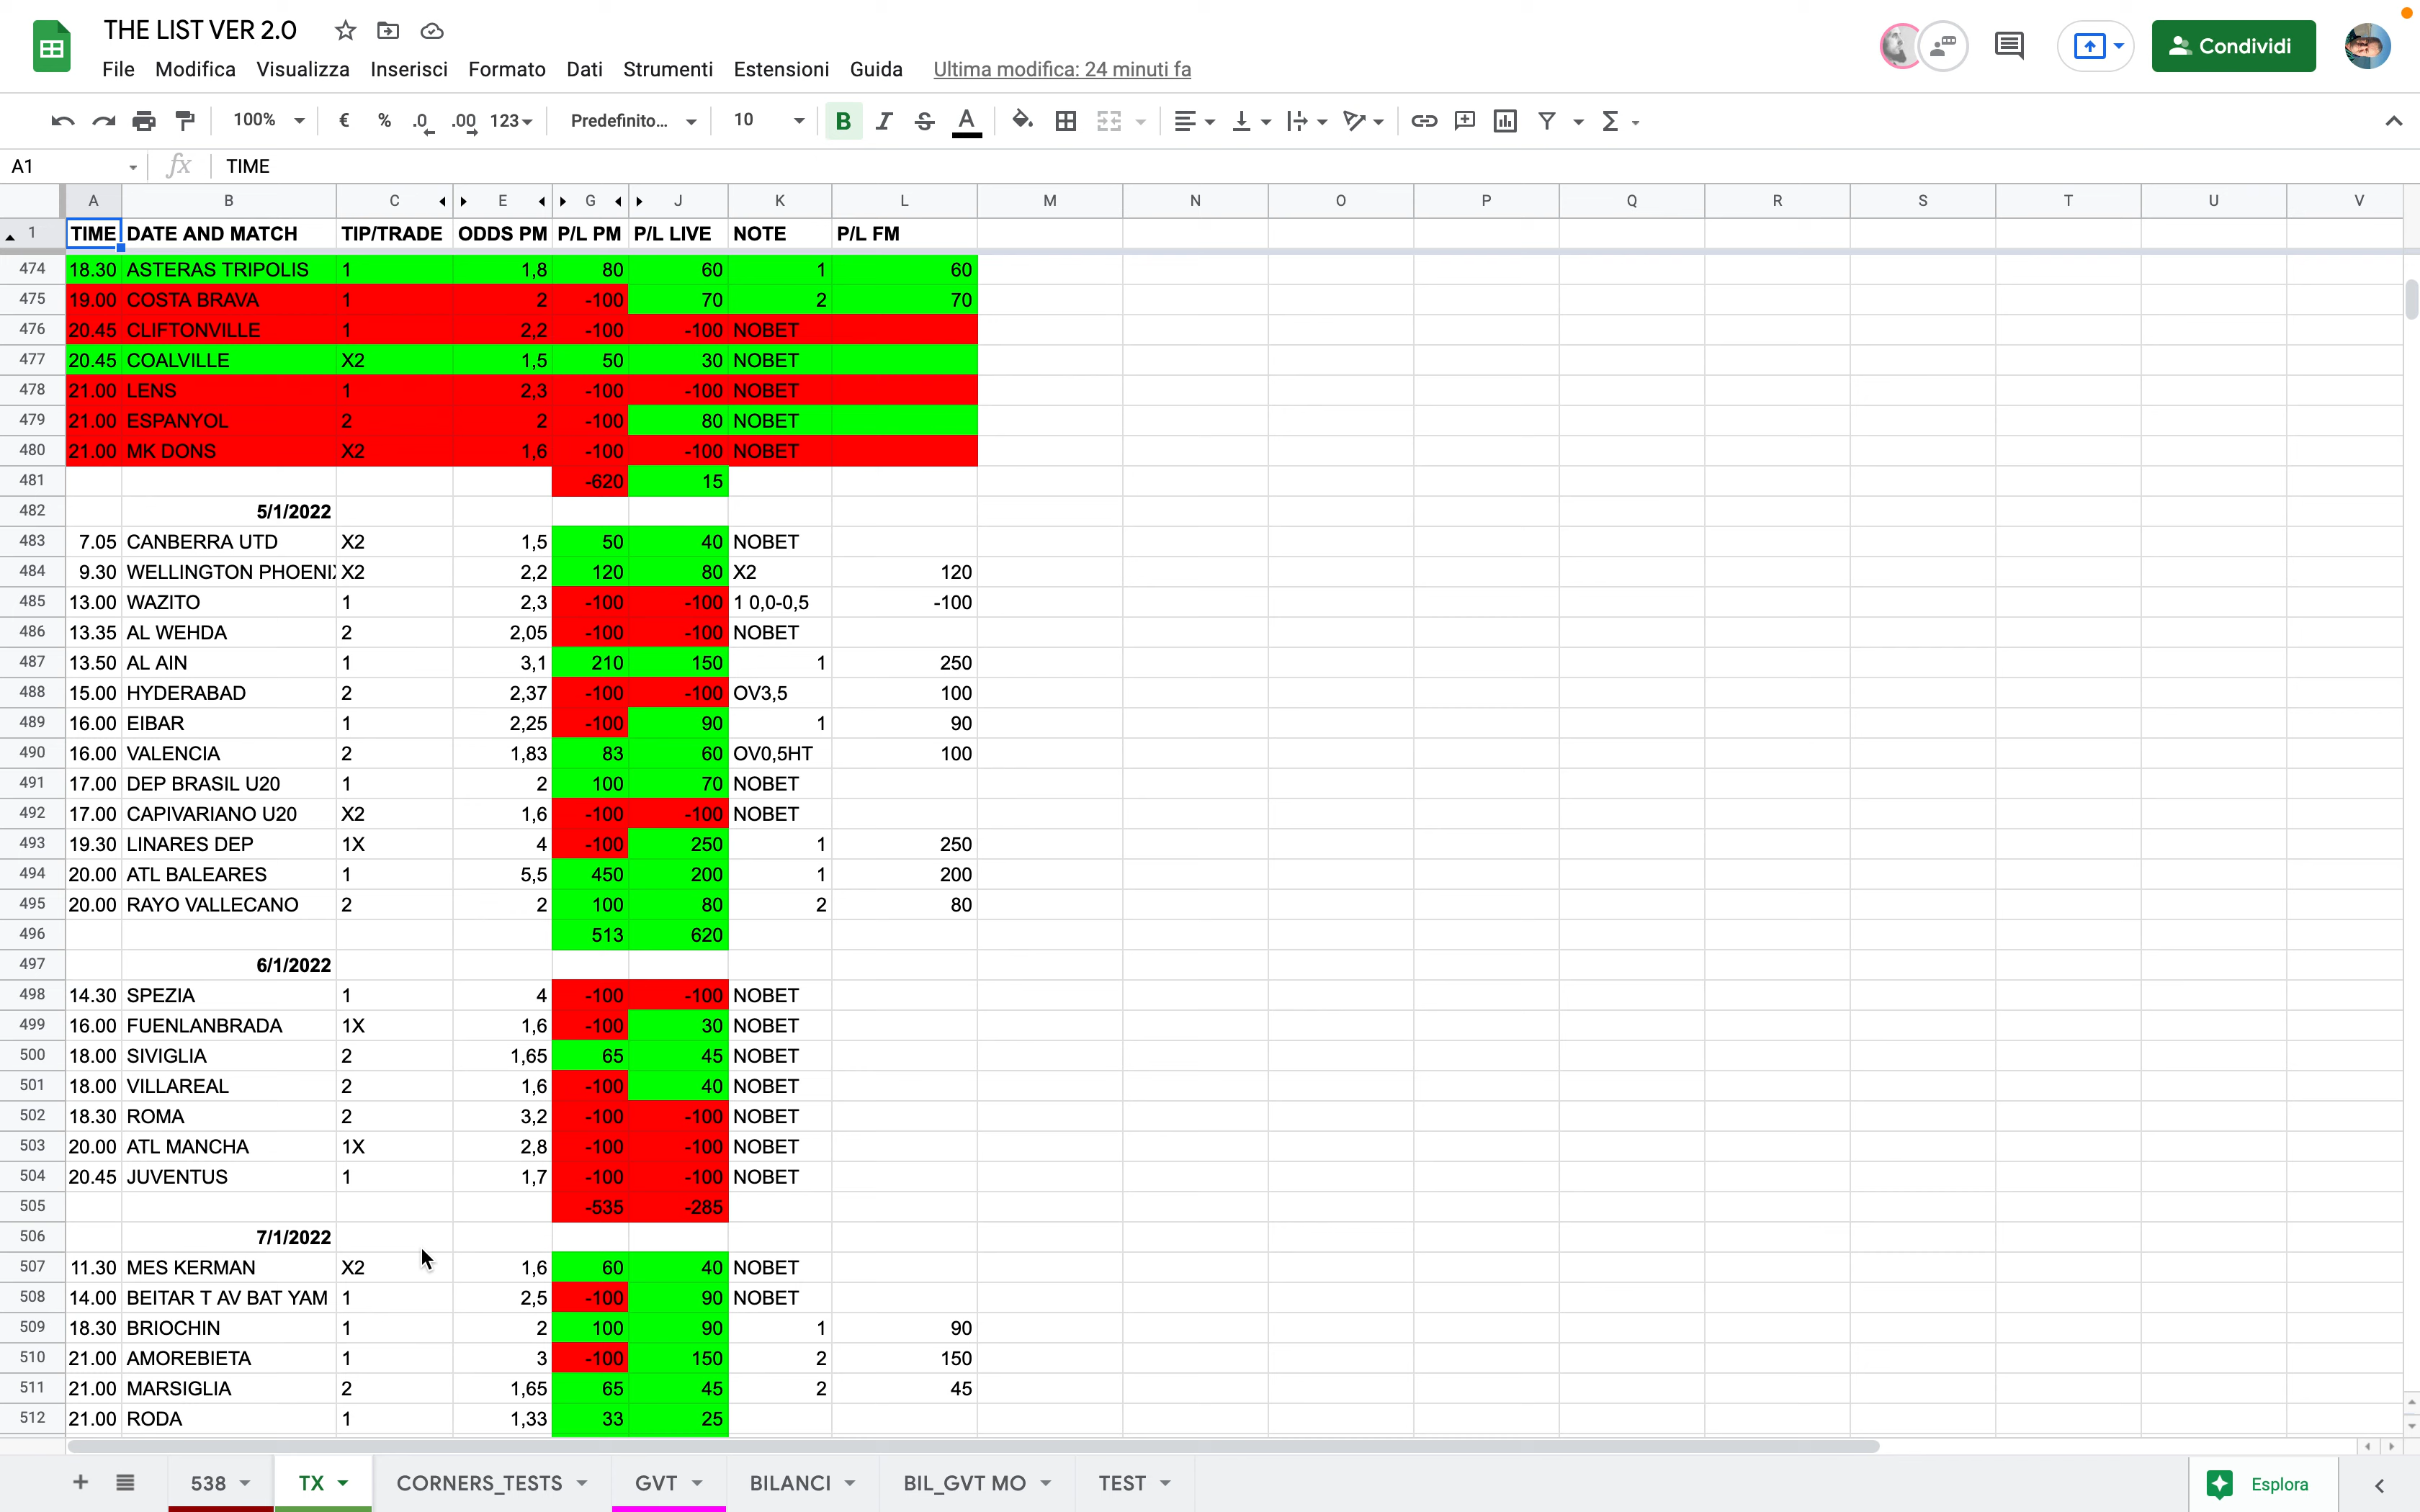 THE LIST VER 2.0
File Modifica Visualizza Inserisci Formato Dati Strumenti Estensioni Guida Ultima modifica: 24 minuti fa
Condividi
100% € % .0 .00 123 Predefinito... 10 B I S A Σ
A1 fx TIME
A B C E G J K L M N O P Q R S T U V
1 TIME DATE AND MATCH TIP/TRADE ODDS PM P/L PM P/L LIVE NOTE P/L FM
474 18.30 ASTERAS TRIPOLIS 1 1,8 80 60 1 60
475 19.00 COSTA BRAVA 1 2 -100 70 2 70
476 20.45 CLIFTONVILLE 1 2,2 -100 -100 NOBET
477 20.45 COALVILLE X2 1,5 50 30 NOBET
478 21.00 LENS 1 2,3 -100 -100 NOBET
479 21.00 ESPANYOL 2 2 -100 80 NOBET
480 21.00 MK DONS X2 1,6 -100 -100 NOBET
481 -620 15
482 5/1/2022
483 7.05 CANBERRA UTD X2 1,5 50 40 NOBET
484 9.30 WELLINGTON PHOENI X2 2,2 120 80 X2 120
485 13.00 WAZITO 1 2,3 -100 -100 1 0,0-0,5 -100
486 13.35 AL WEHDA 2 2,05 -100 -100 NOBET
487 13.50 AL AIN 1 3,1 210 150 1 250
488 15.00 HYDERABAD 2 2,37 -100 -100 OV3,5 100
489 16.00 EIBAR 1 2,25 -100 90 1 90
490 16.00 VALENCIA 2 1,83 83 60 OV0,5HT 100
491 17.00 DEP BRASIL U20 1 2 100 70 NOBET
492 17.00 CAPIVARIANO U20 X2 1,6 -100 -100 NOBET
493 19.30 LINARES DEP 1X 4 -100 250 1 250
494 20.00 ATL BALEARES 1 5,5 450 200 1 200
495 20.00 RAYO VALLECANO 2 2 100 80 2 80
496 513 620
497 6/1/2022
498 14.30 SPEZIA 1 4 -100 -100 NOBET
499 16.00 FUENLANBRADA 1X 1,6 -100 30 NOBET
500 18.00 SIVIGLIA 2 1,65 65 45 NOBET
501 18.00 VILLAREAL 2 1,6 -100 40 NOBET
502 18.30 ROMA 2 3,2 -100 -100 NOBET
503 20.00 ATL MANCHA 1X 2,8 -100 -100 NOBET
504 20.45 JUVENTUS 1 1,7 -100 -100 NOBET
505 -535 -285
506 7/1/2022
507 11.30 MES KERMAN X2 1,6 60 40 NOBET
508 14.00 BEITAR T AV BAT YAM 1 2,5 -100 90 NOBET
509 18.30 BRIOCHIN 1 2 100 90 1 90
510 21.00 AMOREBIETA 1 3 -100 150 2 150
511 21.00 MARSIGLIA 2 1,65 65 45 2 45
512 21.00 RODA 1 1,33 33 25
538 TX CORNERS_TESTS GVT BILANCI BIL_GVT MO TEST Esplora